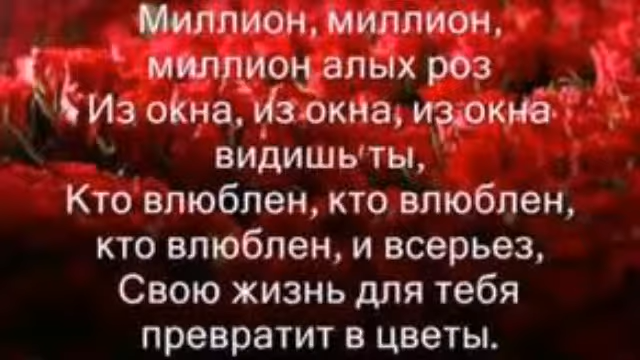 Миллион, миллион,
миллион алых роз
Из окна, из окна, из окна
видишь ты,
Кто влюблен, кто влюблен,
кто влюблен, и всерьез,
Свою жизнь для тебя
превратит в цветы.